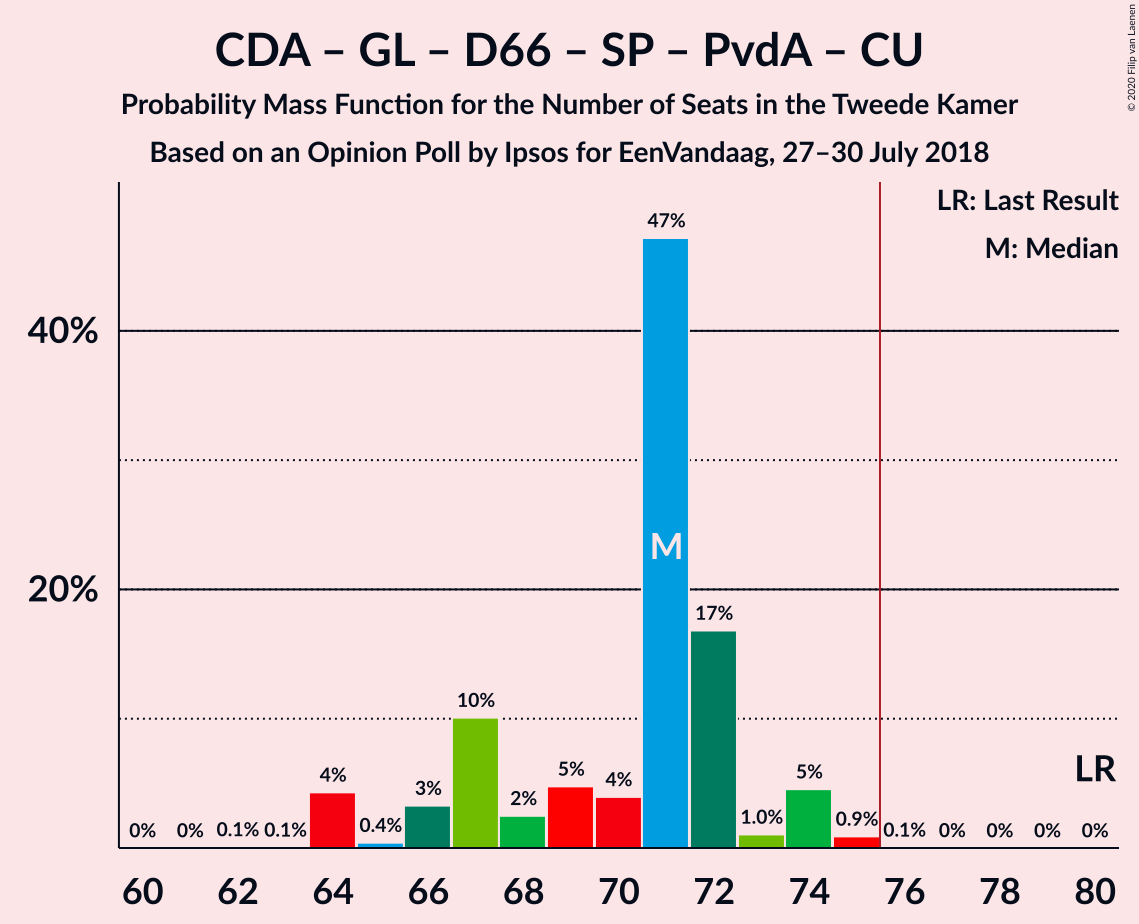 CDA – GL – D66 – SP – PvdA – CU
Probability Mass Function for the Number of Seats in the Tweede Kamer
Based on an Opinion Poll by Ipsos for EenVandaag, 27–30 July 2018
© 2020 Filip van Laenen
LR: Last Result
M: Median
47%
40%
M
20%
17%
10%
LR
0% 0% 0.1% 0.1% 4% 0.4% 3% 2% 5% 4% 1.0% 5% 0.9% 0.1% 0% 0% 0% 0%
60 62 64 66 68 70 72 74 76 78 80